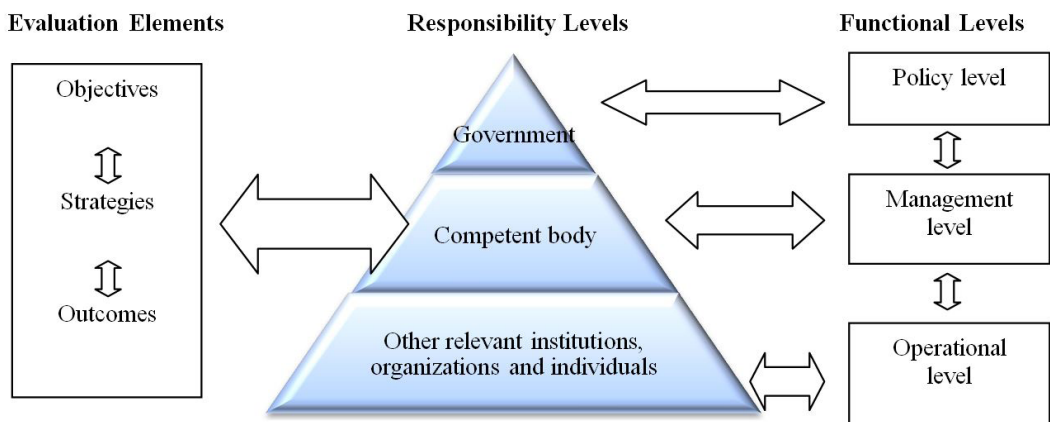 Evaluation Elements
Responsibility Levels
Functional Levels
Objectives
Strategies
Outcomes
Government
Competent body
Other relevant institutions,
organizations and individuals
Policy level
Management
level
Operational
level